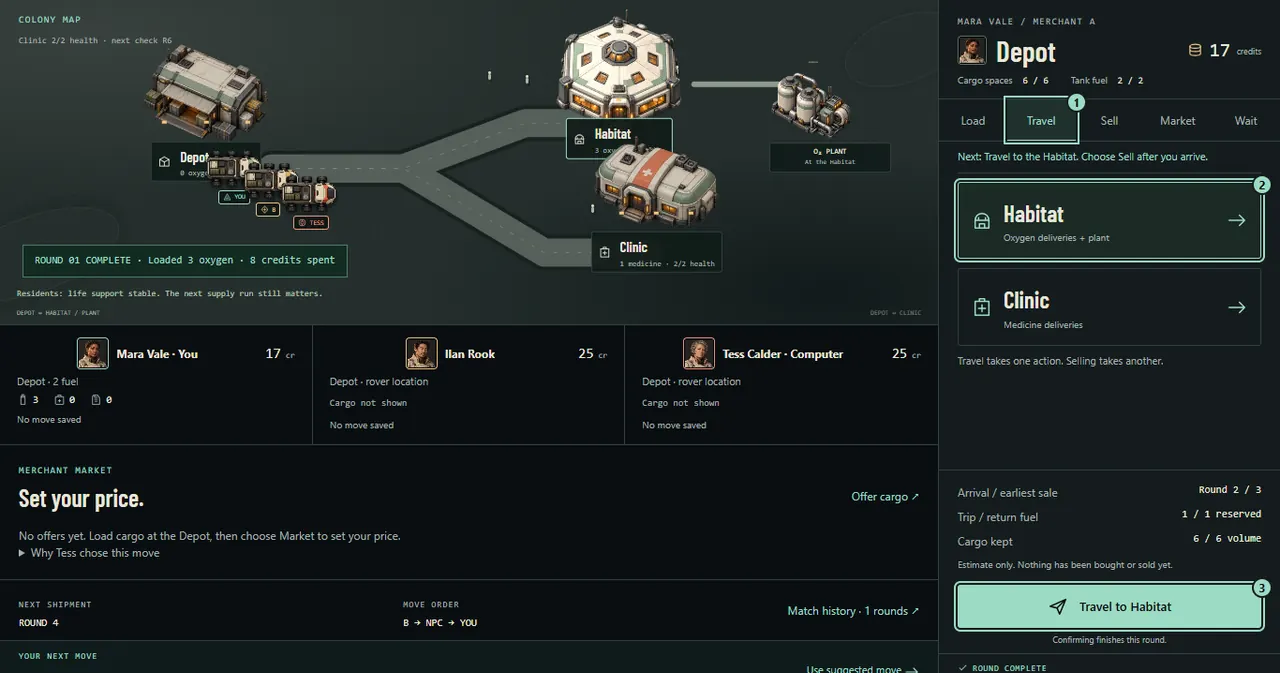 COLONY MAP
Clinic 2/2 health · next check R6
Depot
0 oxyge
YOU
B
TESS
Habitat
3 oxy
O₂ PLANT
At the Habitat
Clinic
1 medicine · 2/2 health
ROUND 01 COMPLETE · Loaded 3 oxygen · 8 credits spent
Residents: life support stable. The next supply run still matters.
DEPOT ↔ HABITAT / PLANT
DEPOT ↔ CLINIC
Mara Vale · You
17 cr
Depot · 2 fuel
3 0 0
No move saved
Ilan Rook
25 cr
Depot · rover location
Cargo not shown
No move saved
Tess Calder · Computer
25 cr
Depot · rover location
Cargo not shown
No move saved
MERCHANT MARKET
Set your price.
Offer cargo ↗
No offers yet. Load cargo at the Depot, then choose Market to set your price.
▶ Why Tess chose this move
NEXT SHIPMENT
ROUND 4
MOVE ORDER
B → NPC → YOU
Match history · 1 rounds ↗
YOUR NEXT MOVE
Use suggested move →
MARA VALE / MERCHANT A
Depot
17 credits
Cargo spaces 6 / 6
Tank fuel 2 / 2
Load
Travel
1
Sell
Market
Wait
Next: Travel to the Habitat. Choose Sell after you arrive.
2
Habitat
Oxygen deliveries + plant
Clinic
Medicine deliveries
Travel takes one action. Selling takes another.
Arrival / earliest sale Round 2 / 3
Trip / return fuel 1 / 1 reserved
Cargo kept 6 / 6 volume
Estimate only. Nothing has been bought or sold yet.
3
Travel to Habitat
Confirming finishes this round.
✓ ROUND COMPLETE